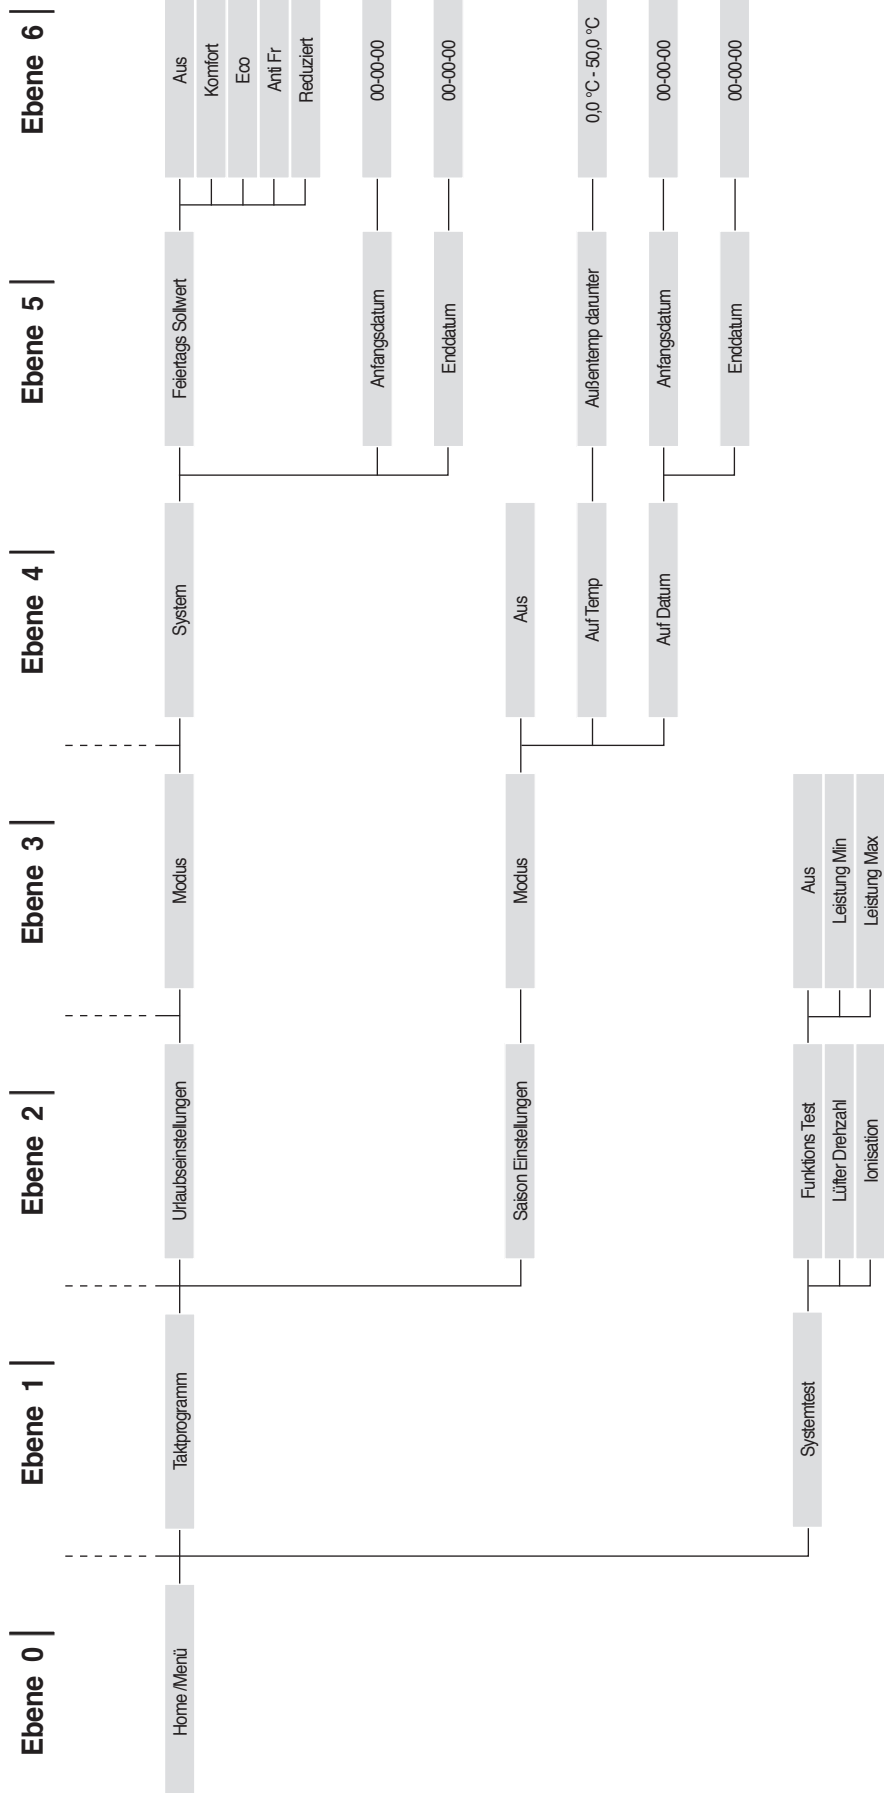 Ebene 0
Ebene 1
Ebene 2
Ebene 3
Ebene 4
Ebene 5
Ebene 6
Home /Menü
Taktprogramm
Urlaubseinstellungen
Modus
System
Feiertags Sollwert
Aus
Komfort
Eco
Anti Fr
Reduziert
Anfangsdatum
00-00-00
Enddatum
00-00-00
Saison Einstellungen
Modus
Aus
Auf Temp
Außentemp darunter
0,0 °C - 50,0 °C
Auf Datum
Anfangsdatum
00-00-00
Enddatum
00-00-00
Systemtest
Funktions Test
Aus
Lüfter Drehzahl
Leistung Min
Ionisation
Leistung Max